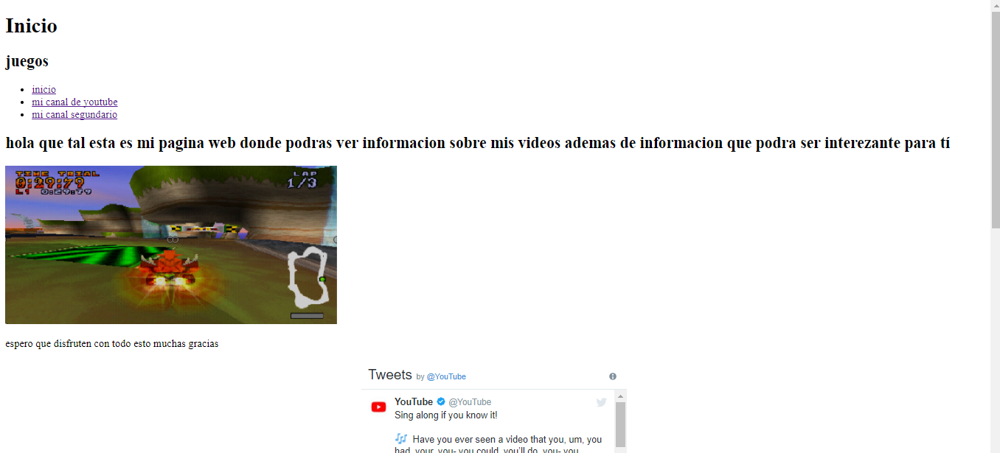 Inicio
juegos
inicio
mi canal de youtube
mi canal segundario
hola que tal esta es mi pagina web donde podras ver informacion sobre mis videos ademas de informacion que podra ser interezante para tí
TIME TRIAL
0:29:79
L1 0:29:79
LAP
1/3
espero que disfruten con todo esto muchas gracias
Tweets by @YouTube
YouTube @YouTube
Sing along if you know it!
Have you ever seen a video that you, um, you
had, your, you- you could, you'll do, you- you